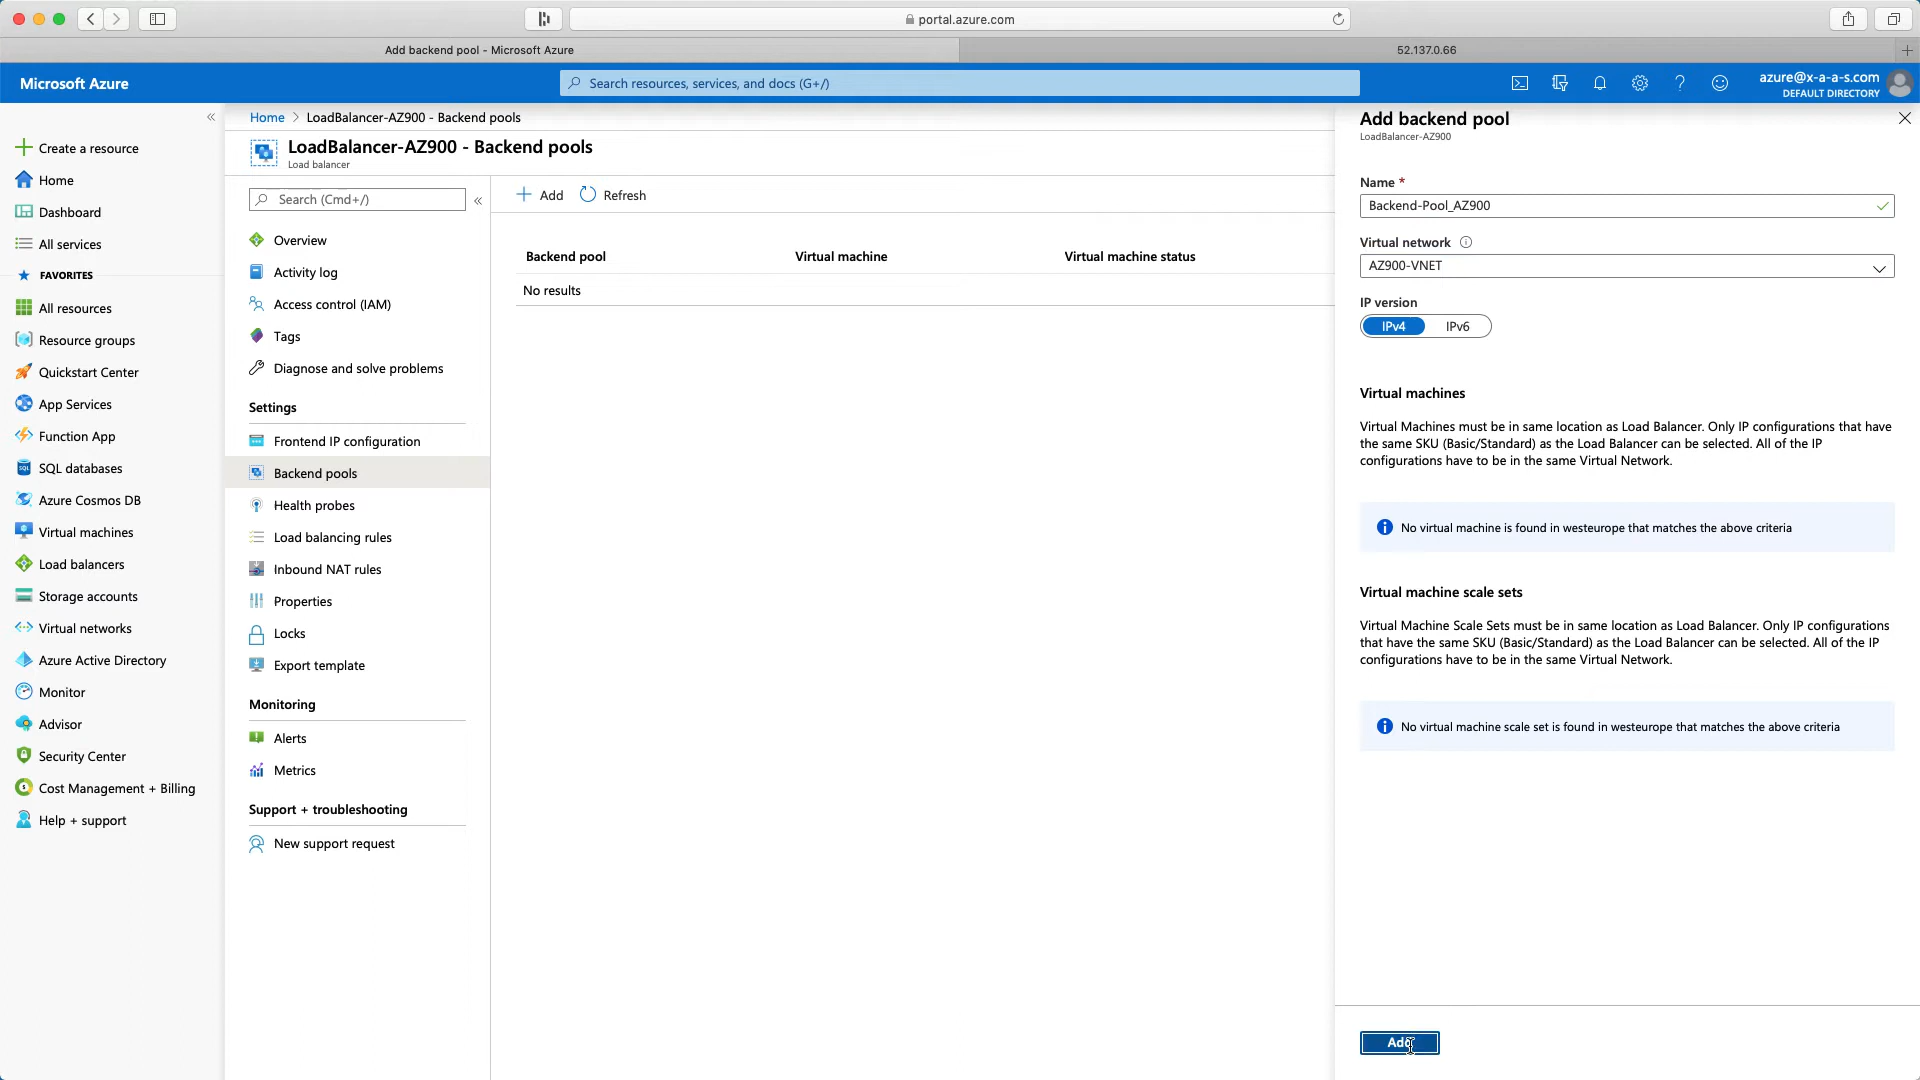 portal.azure.com
Add backend pool - Microsoft Azure
52.137.0.66
Microsoft Azure
Search resources, services, and docs (G+/)
azure@x-a-a-s.com
DEFAULT DIRECTORY
Create a resource
Home
Dashboard
All services
FAVORITES
All resources
Resource groups
Quickstart Center
App Services
Function App
SQL databases
Azure Cosmos DB
Virtual machines
Load balancers
Storage accounts
Virtual networks
Azure Active Directory
Monitor
Advisor
Security Center
Cost Management + Billing
Help + support
Home > LoadBalancer-AZ900 - Backend pools
LoadBalancer-AZ900 - Backend pools
Load balancer
Search (Cmd+/)
Overview
Activity log
Access control (IAM)
Tags
Diagnose and solve problems
Settings
Frontend IP configuration
Backend pools
Health probes
Load balancing rules
Inbound NAT rules
Properties
Locks
Export template
Monitoring
Alerts
Metrics
Support + troubleshooting
New support request
Add Refresh
Backend pool Virtual machine Virtual machine status
No results
Add backend pool
LoadBalancer-AZ900
Name *
Backend-Pool_AZ900
Virtual network
AZ900-VNET
IP version
IPv4 IPv6
Virtual machines
Virtual Machines must be in same location as Load Balancer. Only IP configurations that have
the same SKU (Basic/Standard) as the Load Balancer can be selected. All of the IP
configurations have to be in the same Virtual Network.
No virtual machine is found in westeurope that matches the above criteria
Virtual machine scale sets
Virtual Machine Scale Sets must be in same location as Load Balancer. Only IP configurations
that have the same SKU (Basic/Standard) as the Load Balancer can be selected. All of the IP
configurations have to be in the same Virtual Network.
No virtual machine scale set is found in westeurope that matches the above criteria
Add